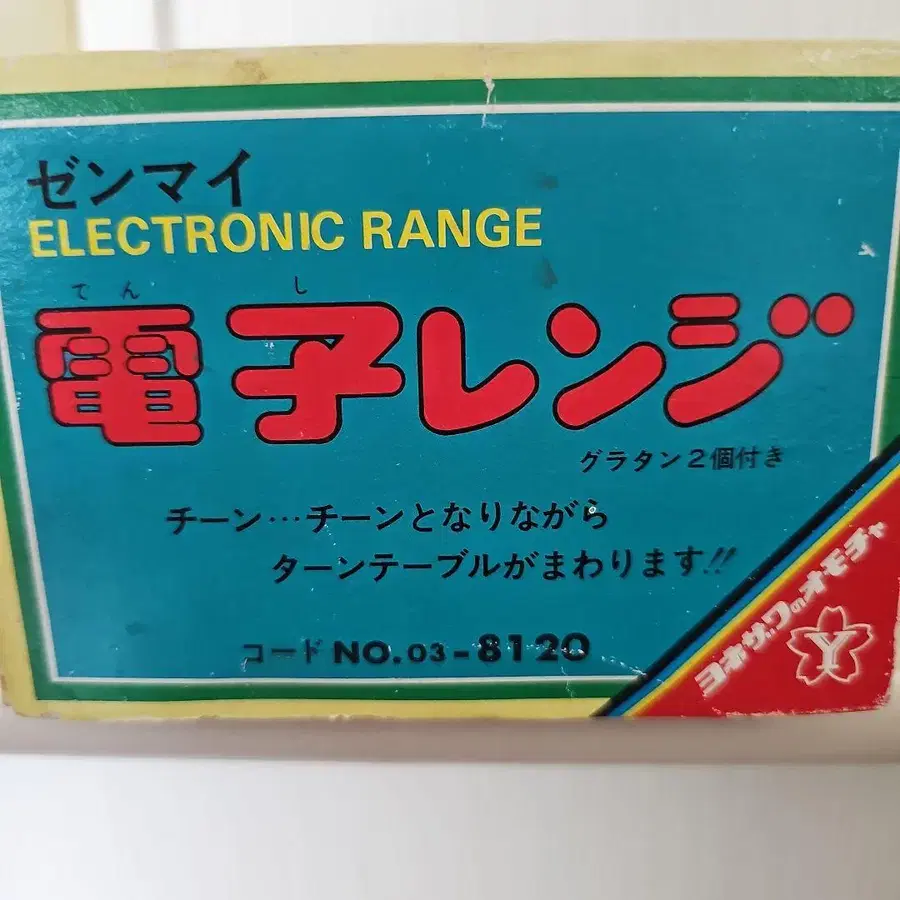 ゼンマイ
ELECTRONIC RANGE
でん し
電子レンジ
グラタン2個付き
チーン…チーンとなりながら
ターンテーブルがまわります!!
コード NO.03-8120
ヨネザワのオモチャ
Y